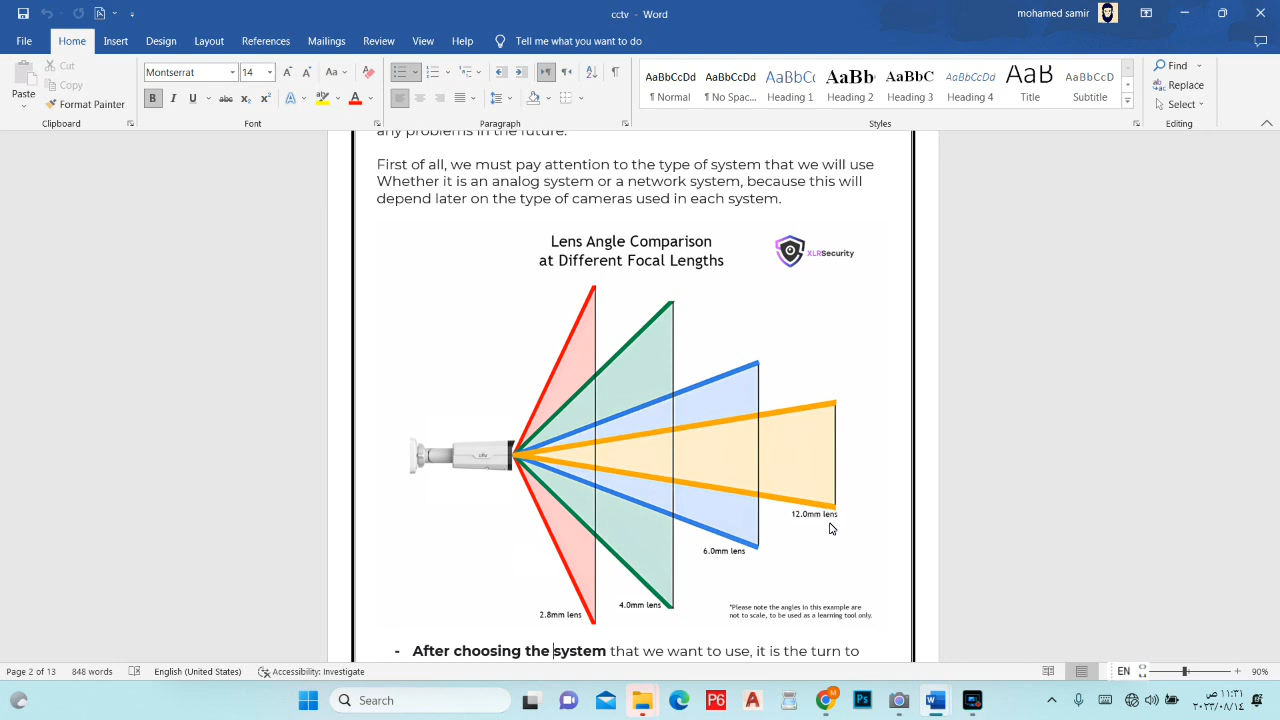 cctv - Word
mohamed samir
File Home Insert Design Layout References Mailings Review View Help Tell me what you want to do
Paste
Cut
Copy
Format Painter
Clipboard
Montserrat 14
Font
Paragraph
AaBbCcDd AaBbCcDd AaBbCc AaBb AaBbC AaBbCcDd AaB AaBbCcD
¶ Normal ¶ No Spac... Heading 1 Heading 2 Heading 3 Heading 4 Title Subtitle
Styles
Find
Replace
Select
Editing
any problems in the future.
First of all, we must pay attention to the type of system that we will use
Whether it is an analog system or a network system, because this will
depend later on the type of cameras used in each system.
Lens Angle Comparison
at Different Focal Lengths
XLRSecurity
12.0mm lens
6.0mm lens
4.0mm lens
2.8mm lens
*Please note the angles in this example are
not to scale, to be used as a learning tool only.
- After choosing the system that we want to use, it is the turn to
Page 2 of 13 848 words English (United States) Accessibility: Investigate EN 90%
Search